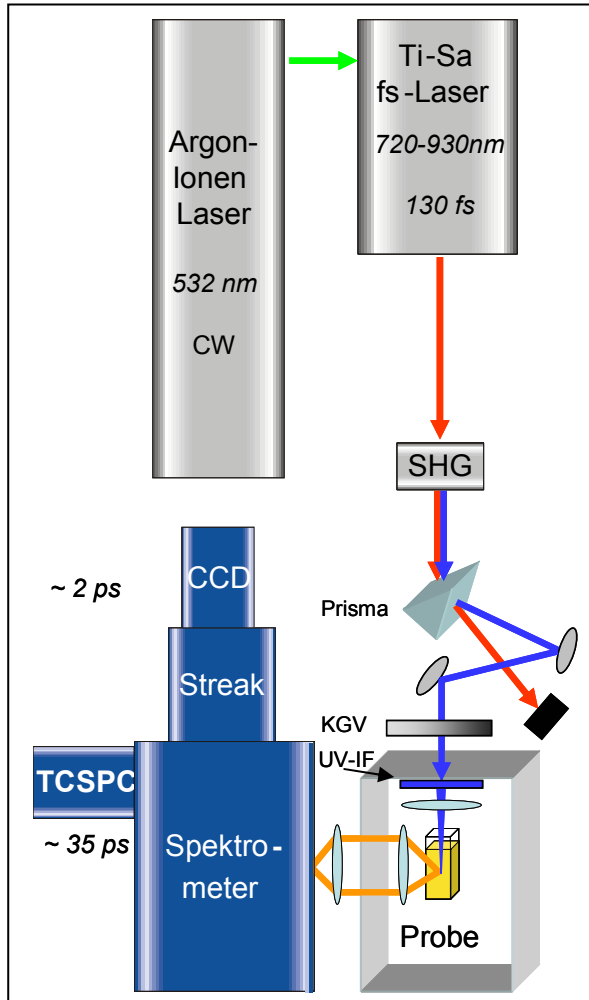 Argon-
Ionen
Laser
532 nm
CW
Ti-Sa
fs-Laser
720-930nm
130 fs
SHG
Prisma
KGV
UV-IF
Probe
CCD
~ 2 ps
Streak
TCSPC
~ 35 ps
Spektro-
meter